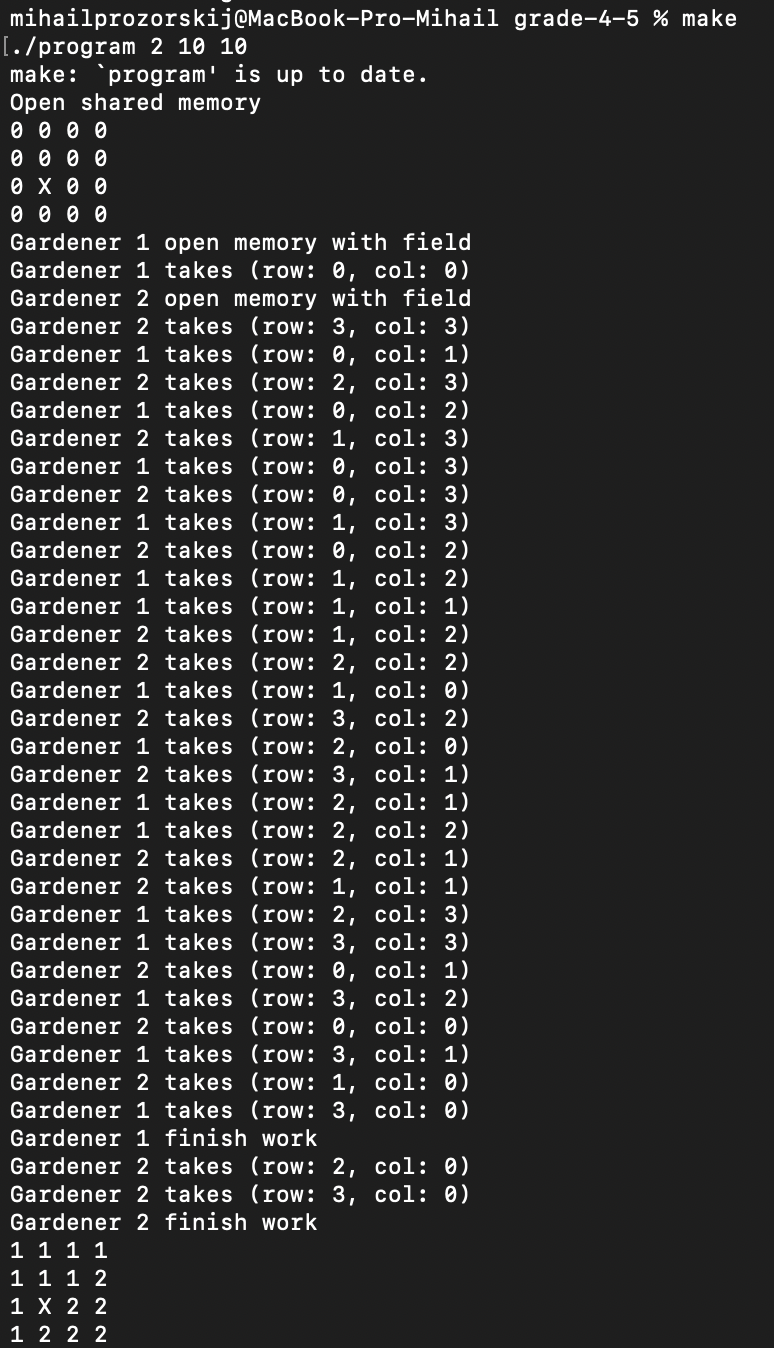 mihailprozorskij@MacBook-Pro-Mihail grade-4-5 % make
[./program 2 10 10
make: `program' is up to date.
Open shared memory
0 0 0 0
0 0 0 0
0 X 0 0
0 0 0 0
Gardener 1 open memory with field
Gardener 1 takes (row: 0, col: 0)
Gardener 2 open memory with field
Gardener 2 takes (row: 3, col: 3)
Gardener 1 takes (row: 0, col: 1)
Gardener 2 takes (row: 2, col: 3)
Gardener 1 takes (row: 0, col: 2)
Gardener 2 takes (row: 1, col: 3)
Gardener 1 takes (row: 0, col: 3)
Gardener 2 takes (row: 0, col: 3)
Gardener 1 takes (row: 1, col: 3)
Gardener 2 takes (row: 0, col: 2)
Gardener 1 takes (row: 1, col: 2)
Gardener 1 takes (row: 1, col: 1)
Gardener 2 takes (row: 1, col: 2)
Gardener 2 takes (row: 2, col: 2)
Gardener 1 takes (row: 1, col: 0)
Gardener 2 takes (row: 3, col: 2)
Gardener 1 takes (row: 2, col: 0)
Gardener 2 takes (row: 3, col: 1)
Gardener 1 takes (row: 2, col: 1)
Gardener 1 takes (row: 2, col: 2)
Gardener 2 takes (row: 2, col: 1)
Gardener 2 takes (row: 1, col: 1)
Gardener 1 takes (row: 2, col: 3)
Gardener 1 takes (row: 3, col: 3)
Gardener 2 takes (row: 0, col: 1)
Gardener 1 takes (row: 3, col: 2)
Gardener 2 takes (row: 0, col: 0)
Gardener 1 takes (row: 3, col: 1)
Gardener 2 takes (row: 1, col: 0)
Gardener 1 takes (row: 3, col: 0)
Gardener 1 finish work
Gardener 2 takes (row: 2, col: 0)
Gardener 2 takes (row: 3, col: 0)
Gardener 2 finish work
1 1 1 1
1 1 1 2
1 X 2 2
1 2 2 2